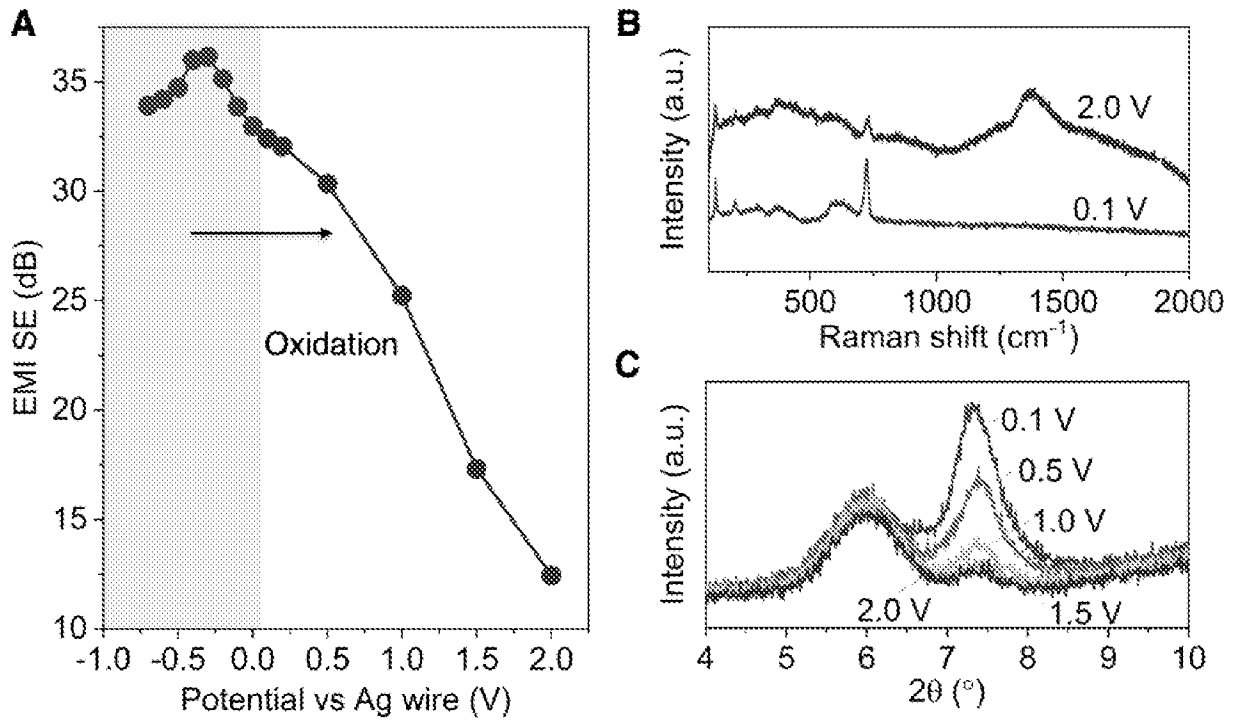 A
35
30
25
20
15
10
-1.0 -0.5 0.0 0.5 1.0 1.5 2.0
EMI SE (dB)
Potential vs Ag wire (V)
Oxidation
B
2.0 V
0.1 V
500 1000 1500 2000
Intensity (a.u.)
Raman shift (cm⁻¹)
C
0.1 V
0.5 V
1.0 V
2.0 V
1.5 V
4 5 6 7 8 9 10
Intensity (a.u.)
2θ (°)